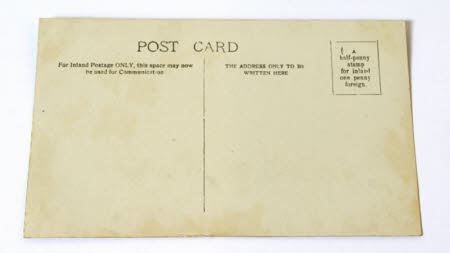 POST CARD
For Inland Postage ONLY, this space may now
be used for Communication
THE ADDRESS ONLY TO BE
WRITTEN HERE
a
half-penny
stamp
for inland
one penny
foreign.